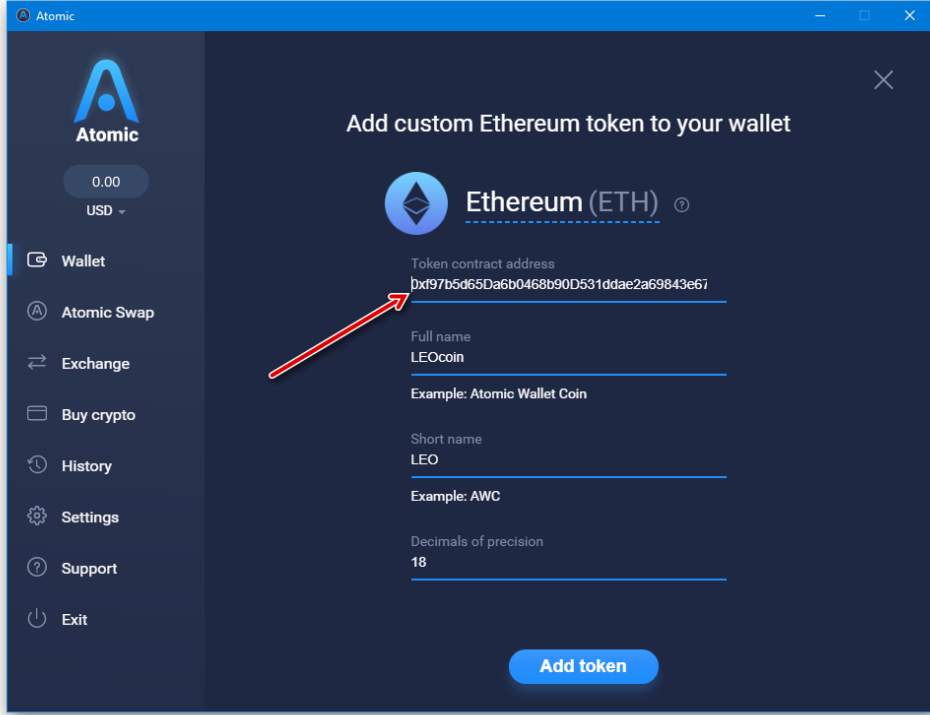 Atomic
Atomic
0.00
USD
Wallet
Atomic Swap
Exchange
Buy crypto
History
Settings
Support
Exit
Add custom Ethereum token to your wallet
Ethereum (ETH)
Token contract address
0xf97b5d65Da6b0468b90D531ddae2a69843e67
Full name
LEOcoin
Example: Atomic Wallet Coin
Short name
LEO
Example: AWC
Decimals of precision
18
Add token